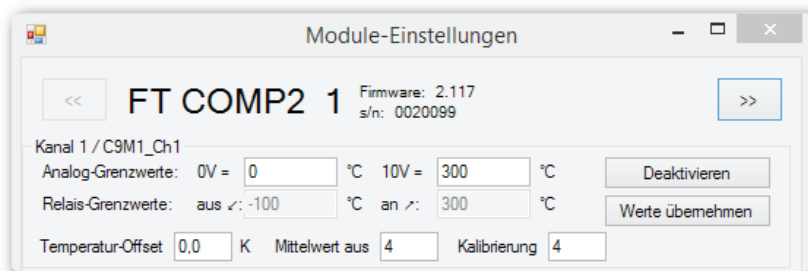 Module-Einstellungen
<< FT COMP2 1 Firmware: 2.117 >>
s/n: 0020099
Kanal 1 / C9M1_Ch1
Analog-Grenzwerte: 0V = 0 °C 10V = 300 °C Deaktivieren
Relais-Grenzwerte: aus ↙: -100 °C an ↗: 300 °C Werte übernehmen
Temperatur-Offset 0,0 K Mittelwert aus 4 Kalibrierung 4